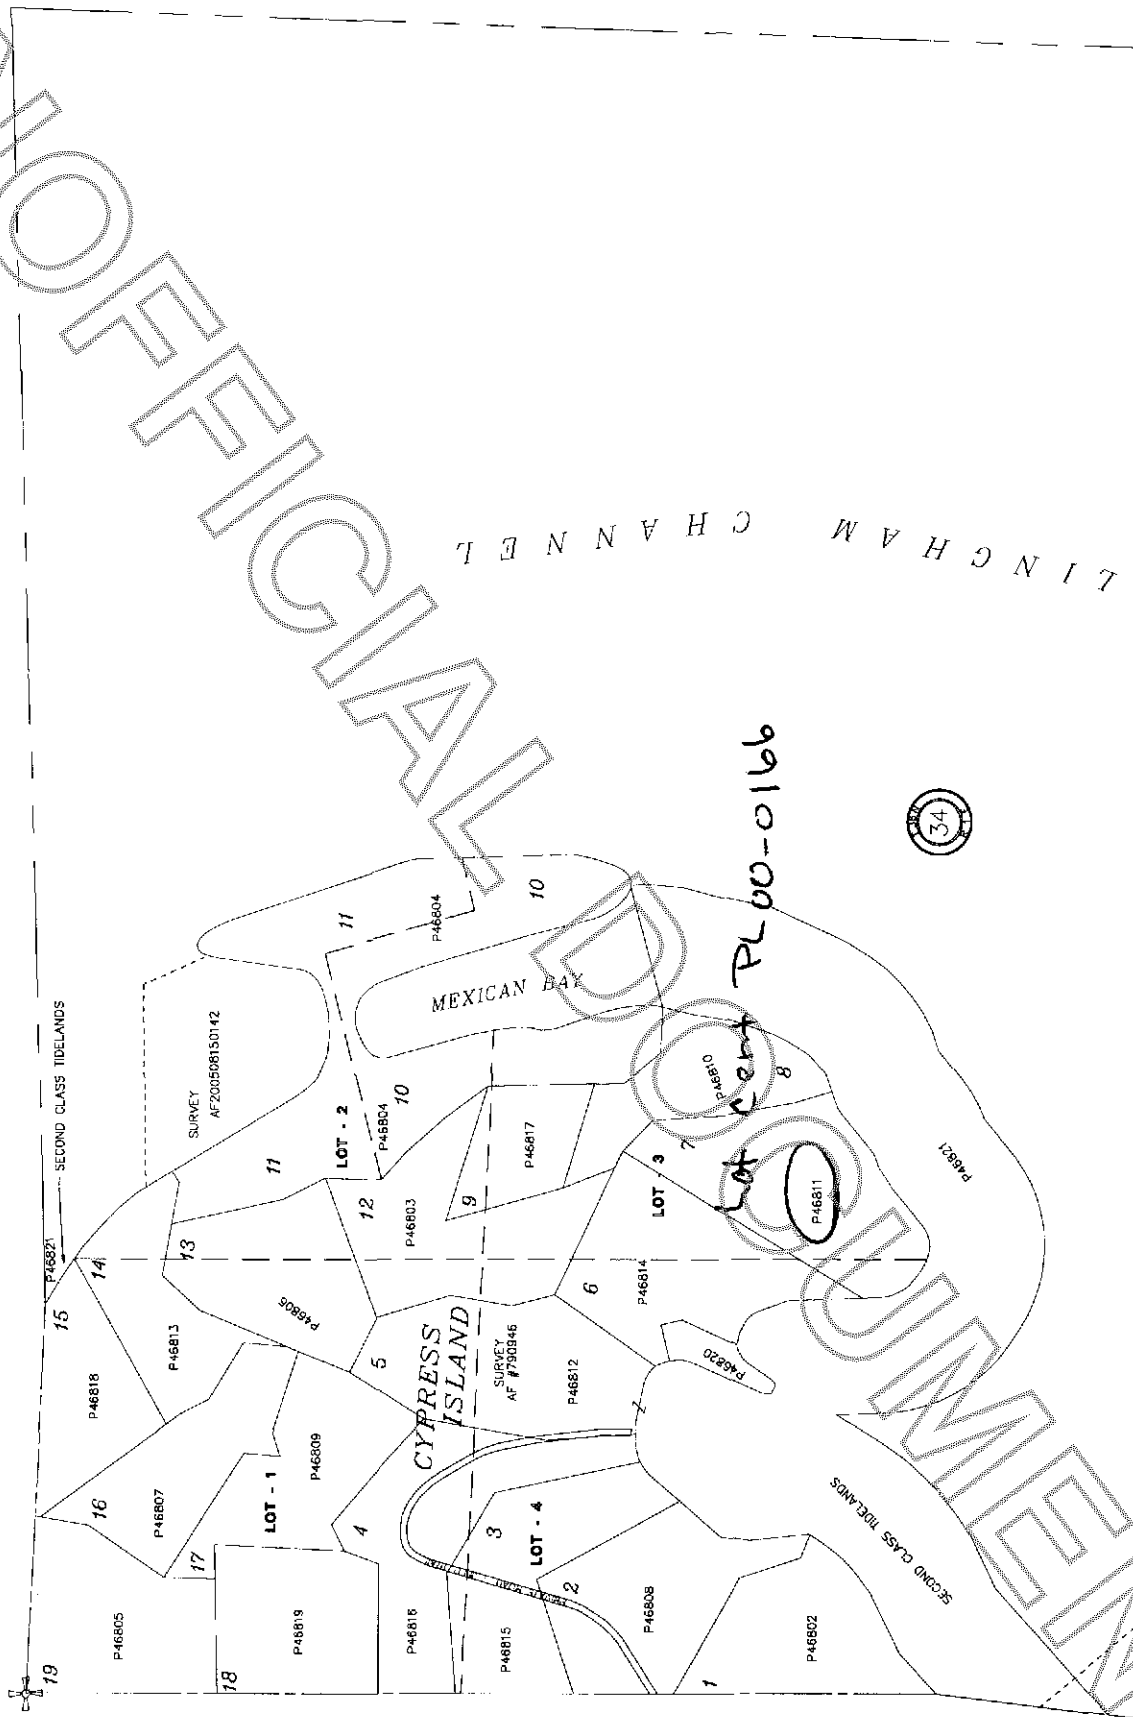 UNOFFICIAL DOCUMENT
LINGHAM CHANNEL
34
Lot Cert PL00-0166
SECOND CLASS TIDELANDS
P46821
SURVEY
AF200508150142
MEXICAN BAY
11
P46804
10
LOT - 2
11
P46804
10
12
P46803
9
P46817
P46810
8
7
LOT - 3
P46811
P46821
15
14
13
P46818
P46813
P46806
5
CYPRESS
ISLAND
SURVEY
AF #790946
P46812
6
P46814
P46820
16
P46807
17
LOT - 1
P46809
4
3
LOT - 4
2
P46808
SECOND CLASS TIDELANDS
19
P46805
18
P46819
P46816
P46815
1
P46802